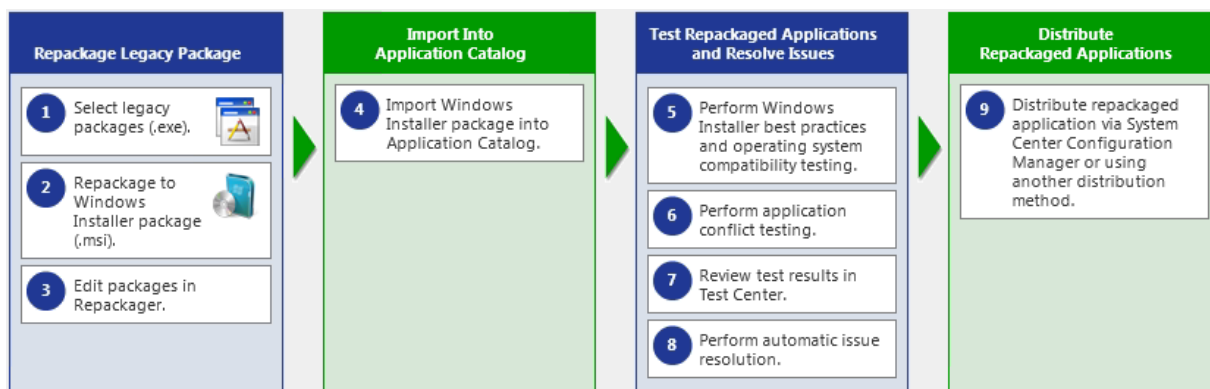 Repackage Legacy Package
1
Select legacy
packages (.exe).
2
Repackage to
Windows
Installer package
(.msi).
3
Edit packages in
Repackager.
Import Into
Application Catalog
4
Import Windows
Installer package into
Application Catalog.
Test Repackaged Applications
and Resolve Issues
5
Perform Windows
Installer best practices
and operating system
compatibility testing.
6
Perform application
conflict testing.
7
Review test results in
Test Center.
8
Perform automatic issue
resolution.
Distribute
Repackaged Applications
9
Distribute repackaged
application via System
Center Configuration
Manager or using
another distribution
method.